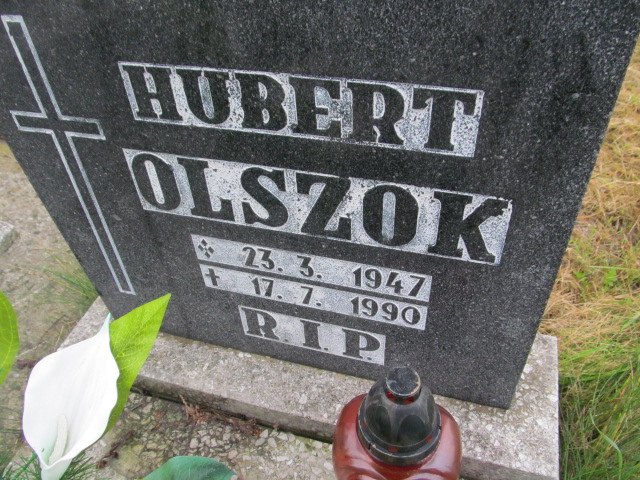 HUBERT
OLSZOK
23. 3. 1947
✝ 17. 7. 1990
R.I.P.